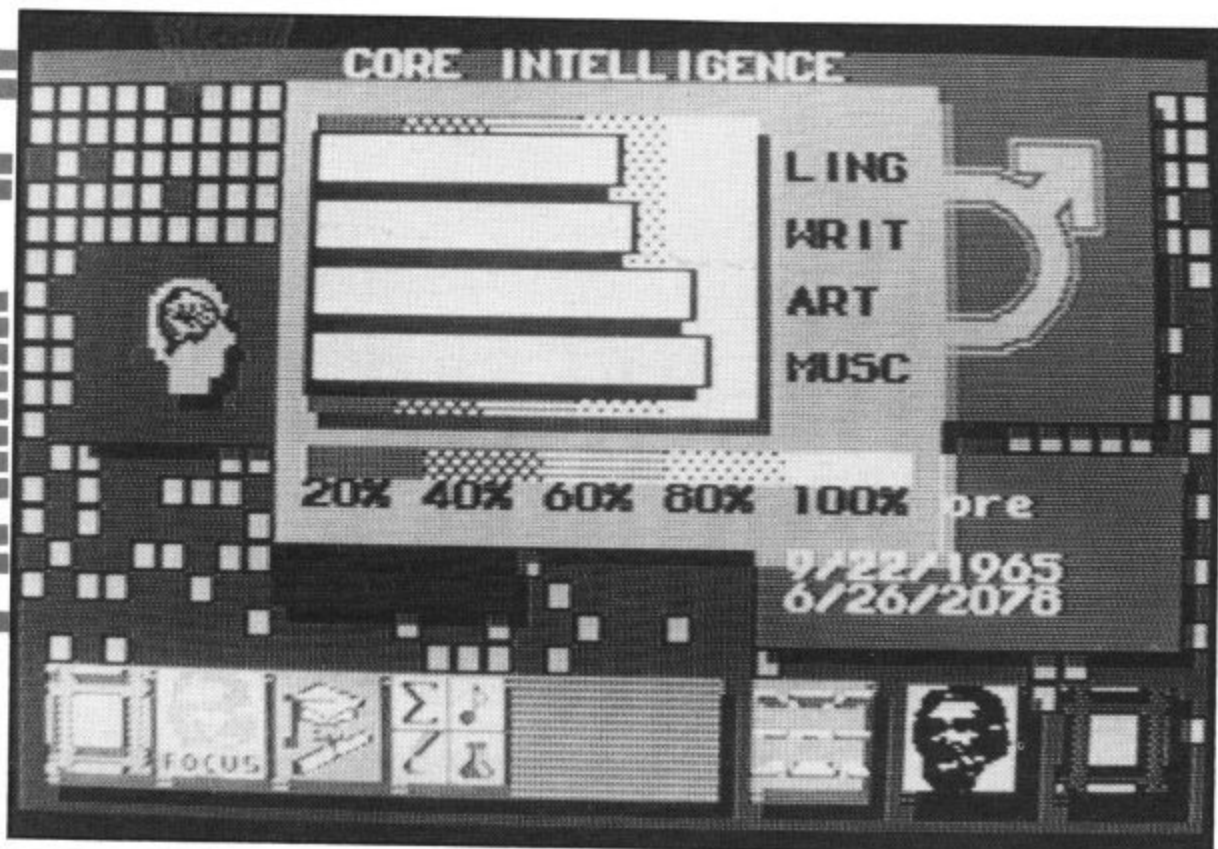 CORE INTELLIGENCE
LING
WRIT
ART
MUSC
20% 40% 60% 80% 100%
ore
9/22/1965
6/26/2078
FOCUS